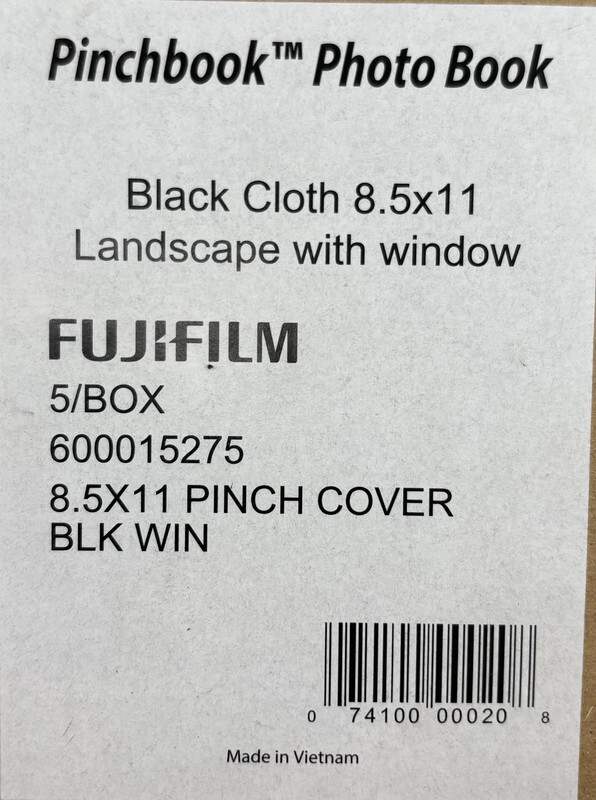 Pinchbook™ Photo Book
Black Cloth 8.5x11
Landscape with window
FUJIFILM
5/BOX
600015275
8.5X11 PINCH COVER
BLK WIN
0 74100 00020 8
Made in Vietnam